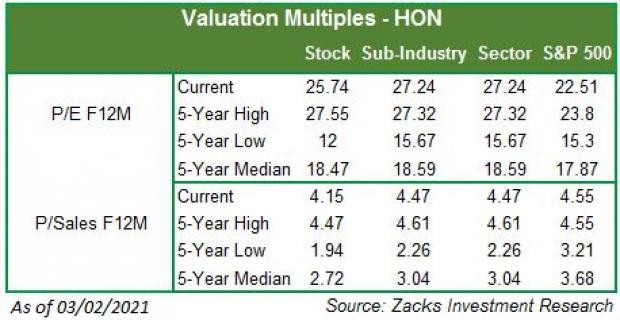 Valuation Multiples - HON
Stock Sub-Industry Sector S&P 500
Current 25.74 27.24 27.24 22.51
P/E F12M 5-Year High 27.55 27.32 27.32 23.8
5-Year Low 12 15.67 15.67 15.3
5-Year Median 18.47 18.59 18.59 17.87
Current 4.15 4.47 4.47 4.55
P/Sales F12M 5-Year High 4.47 4.61 4.61 4.55
5-Year Low 1.94 2.26 2.26 3.21
5-Year Median 2.72 3.04 3.04 3.68
As of 03/02/2021 Source: Zacks Investment Research